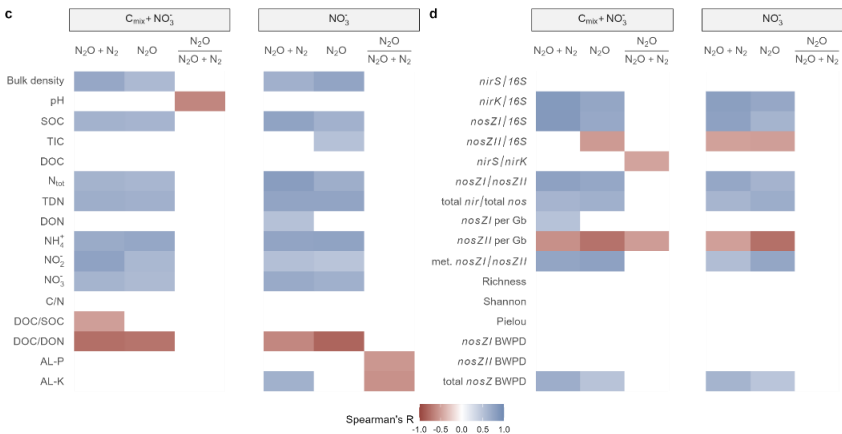 c
C_mix + NO₃⁻
NO₃⁻
N₂O + N₂ N₂O N₂O / N₂O + N₂
N₂O + N₂ N₂O N₂O / N₂O + N₂
Bulk density
pH
SOC
TIC
DOC
N_tot
TDN
DON
NH₄⁺
NO₂⁻
NO₃⁻
C/N
DOC/SOC
DOC/DON
AL-P
AL-K
d
C_mix + NO₃⁻
NO₃⁻
N₂O + N₂ N₂O N₂O / N₂O + N₂
N₂O + N₂ N₂O N₂O / N₂O + N₂
nirS/16S
nirK/16S
nosZI/16S
nosZII/16S
nirS/nirK
nosZI/nosZII
total nir/total nos
nosZI per Gb
nosZII per Gb
met. nosZI/nosZII
Richness
Shannon
Pielou
nosZI BWPD
nosZII BWPD
total nosZ BWPD
Spearman's R
-1.0 -0.5 0.0 0.5 1.0